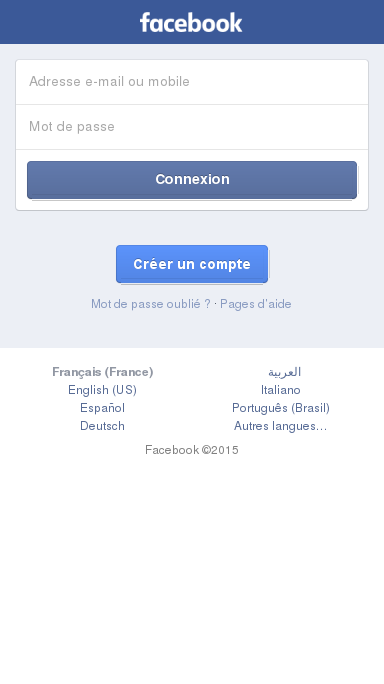 facebook
Adresse e-mail ou mobile
Mot de passe
Connexion
Créer un compte
Mot de passe oublié ? · Pages d'aide
Français (France)
العربية
English (US)
Italiano
Español
Português (Brasil)
Deutsch
Autres langues...
Facebook ©2015